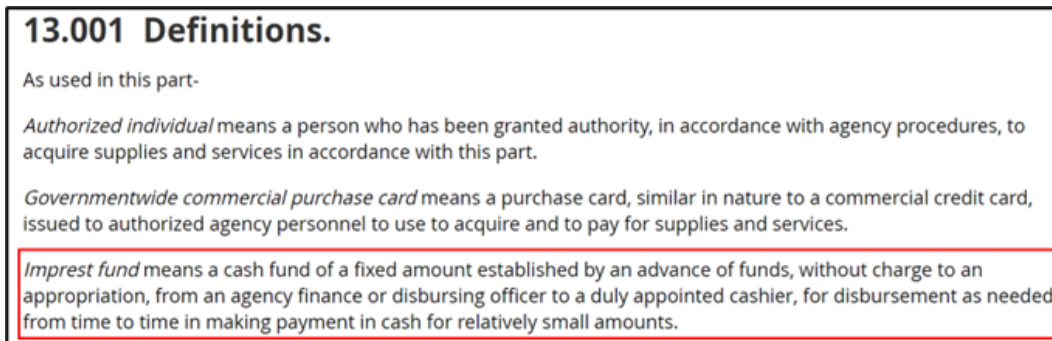 13.001 Definitions.
As used in this part-
Authorized individual means a person who has been granted authority, in accordance with agency procedures, to
acquire supplies and services in accordance with this part.
Governmentwide commercial purchase card means a purchase card, similar in nature to a commercial credit card,
issued to authorized agency personnel to use to acquire and to pay for supplies and services.
Imprest fund means a cash fund of a fixed amount established by an advance of funds, without charge to an
appropriation, from an agency finance or disbursing officer to a duly appointed cashier, for disbursement as needed
from time to time in making payment in cash for relatively small amounts.